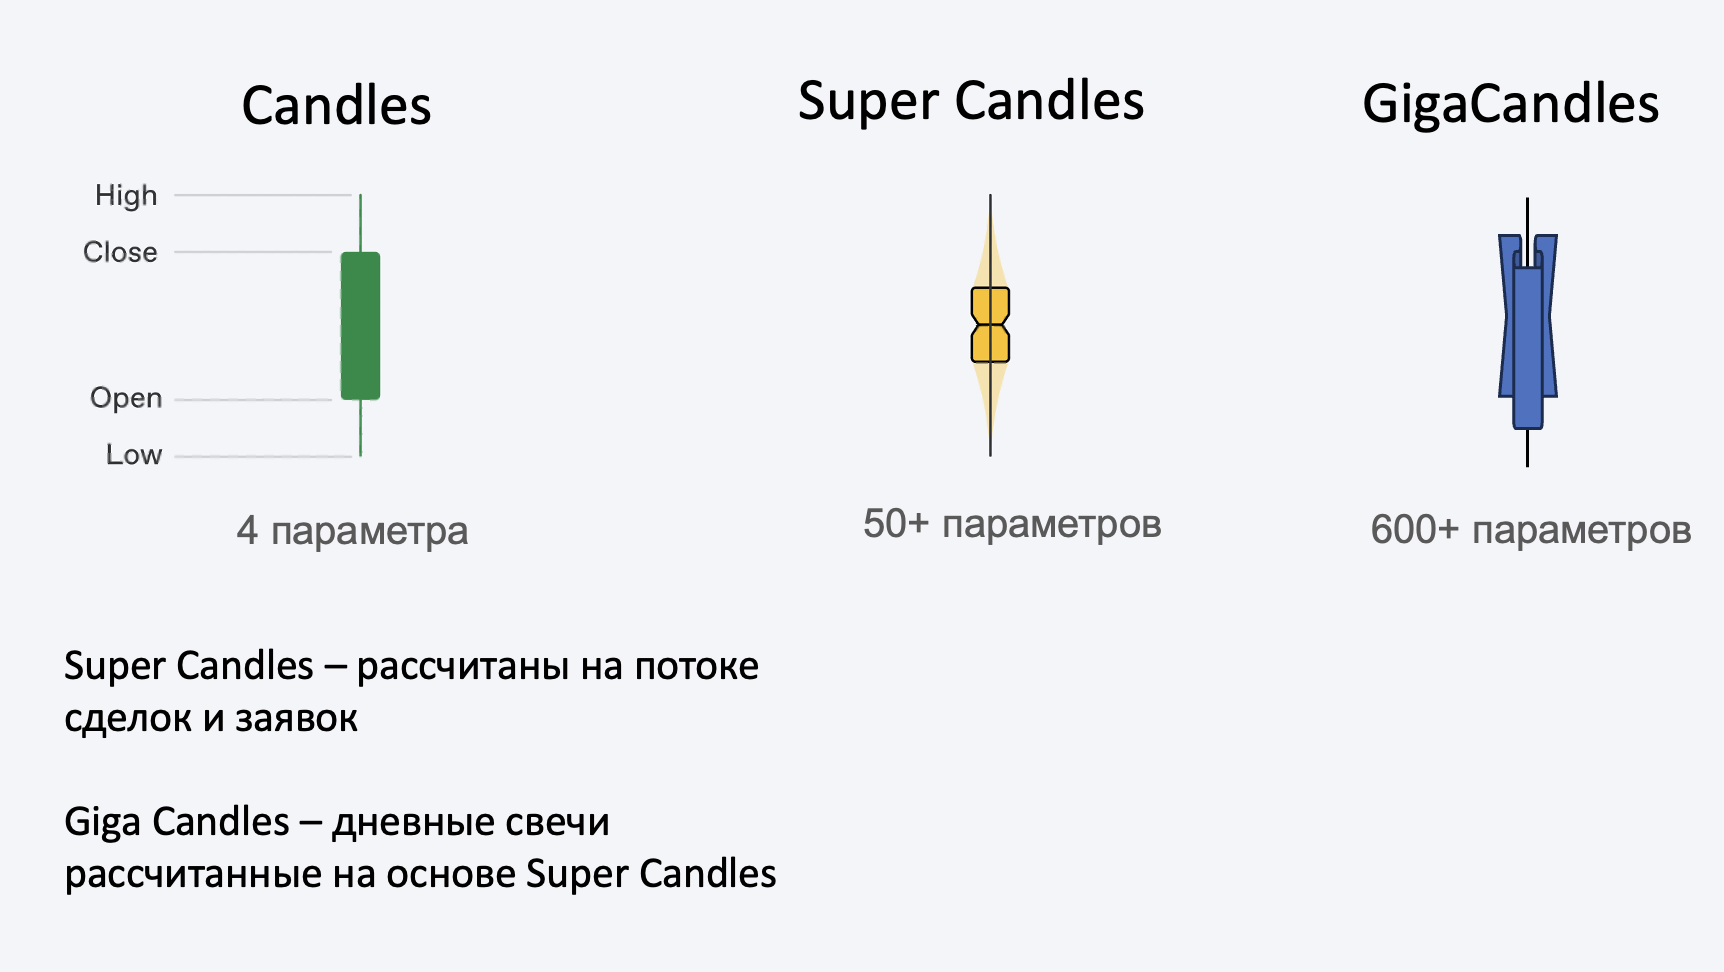 Candles
Super Candles
GigaCandles
High
Close
Open
Low
4 параметра
50+ параметров
600+ параметров
Super Candles – рассчитаны на потоке
сделок и заявок
Giga Candles – дневные свечи
рассчитанные на основе Super Candles